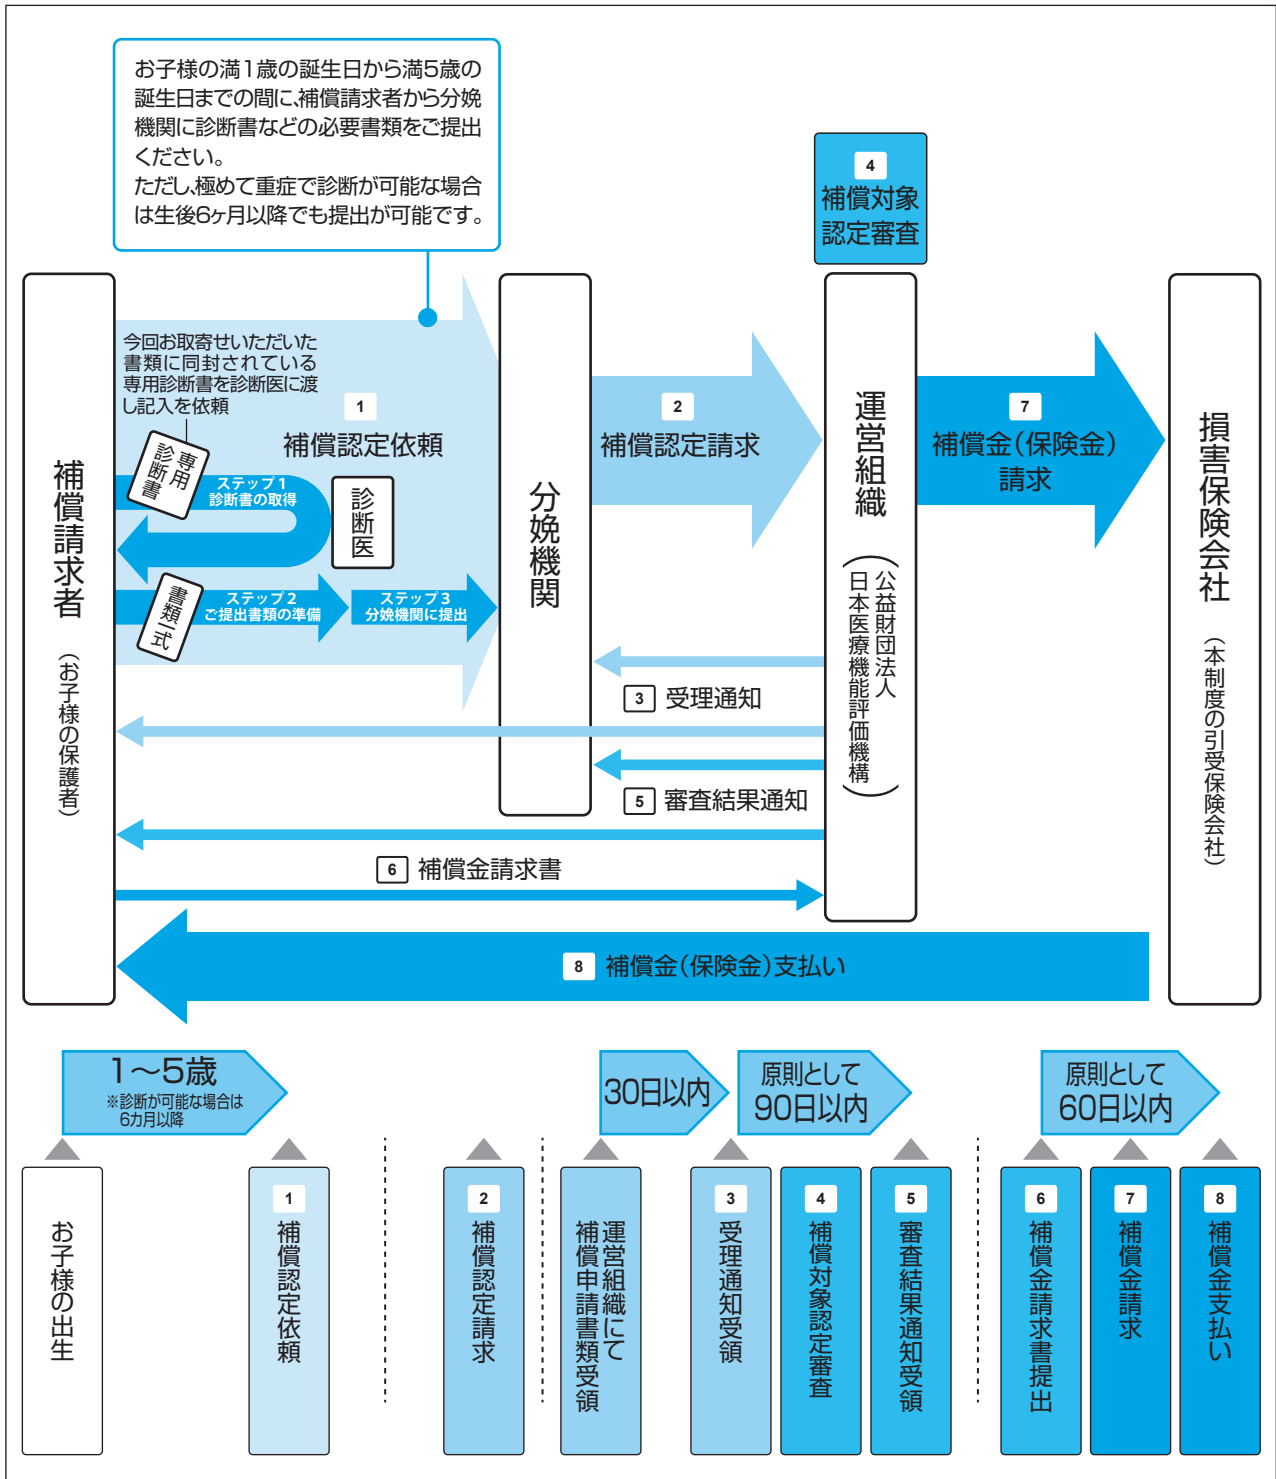 お子様の満1歳の誕生日から満5歳の
誕生日までの間に、補償請求者から分娩
機関に診断書などの必要書類をご提出
ください。
ただし、極めて重症で診断が可能な場合
は生後6ヶ月以降でも提出が可能です。
4
補償対象
認定審査
補償請求者
（お子様の保護者）
今回お取寄せいただいた
書類に同封されている
専用診断書を診断医に渡
し記入を依頼
1
補償認定依頼
専用
診断書
ステップ1
診断書の取得
診断医
書類一式
ステップ2
ご提出書類の準備
ステップ3
分娩機関に提出
分娩機関
2
補償認定請求
運営組織
（公益財団法人
日本医療機能評価機構）
7
補償金（保険金）
請求
損害保険会社
（本制度の引受保険会社）
3 受理通知
5 審査結果通知
6 補償金請求書
8 補償金（保険金）支払い
1～5歳
※診断が可能な場合は
6カ月以降
30日以内
原則として
90日以内
原則として
60日以内
お子様の出生
1
補償認定依頼
2
補償認定請求
運営組織にて
補償申請書類受領
3
受理通知受領
4
補償対象認定審査
5
審査結果通知受領
6
補償金請求書提出
7
補償金請求
8
補償金支払い